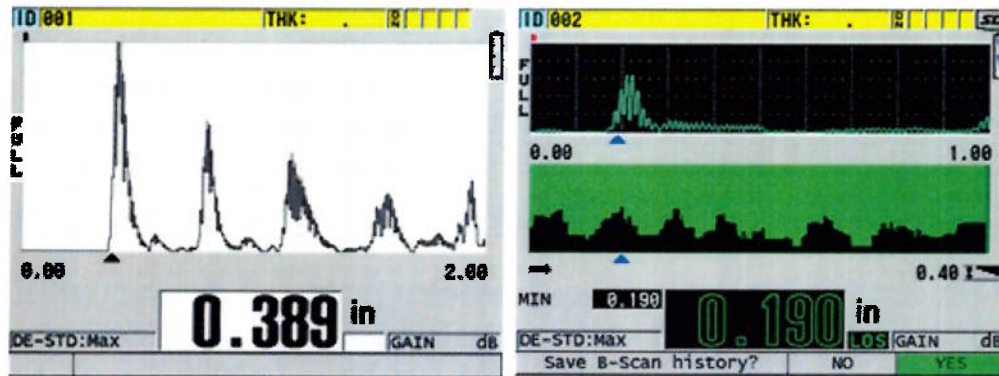 ID 001 THK: .
FULL
0.00 2.00
0.389 in
DE-STD:Max GAIN dB
ID 002 THK: .
FULL
0.00 1.00
0.40
MIN 0.190 0.190 in
DE-STD:Max LOS GAIN dB
Save B-Scan history? NO YES